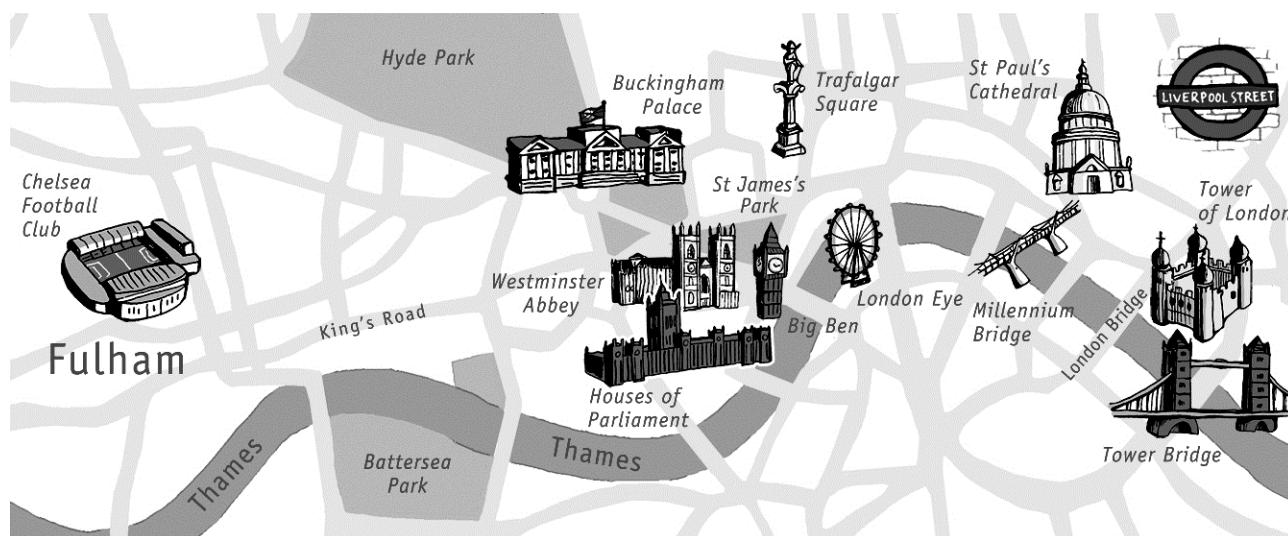 Hyde Park
Buckingham
Palace
Trafalgar
Square
St Paul's
Cathedral
LIVERPOOL STREET
Chelsea
Football
Club
St James's
Park
Tower
of London
Westminster
Abbey
London Eye
Millennium
Bridge
King's Road
Big Ben
London Bridge
Fulham
Houses of
Parliament
Thames
Thames
Battersea
Park
Tower Bridge